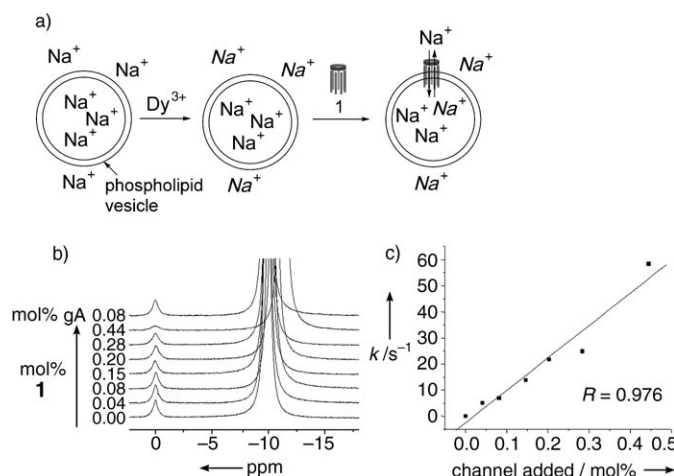 a)
Na⁺ Na⁺ Na⁺ Na⁺ Na⁺ Na⁺
Na⁺ Dy³⁺ Na⁺ 1 Na⁺ Na⁺
Na⁺ Na⁺ Na⁺ Na⁺
Na⁺ Na⁺ Na⁺
Na⁺ Na⁺ Na⁺
phospholipid
vesicle
b)
mol% gA 0.08
0.44
0.28
0.20
mol% 0.15
1 0.08
0.04
0.00
0 −5 −10 −15
ppm
c)
60
50
40
k /s⁻¹ 30
20
10
0
R = 0.976
0.0 0.1 0.2 0.3 0.4 0.5
channel added / mol%